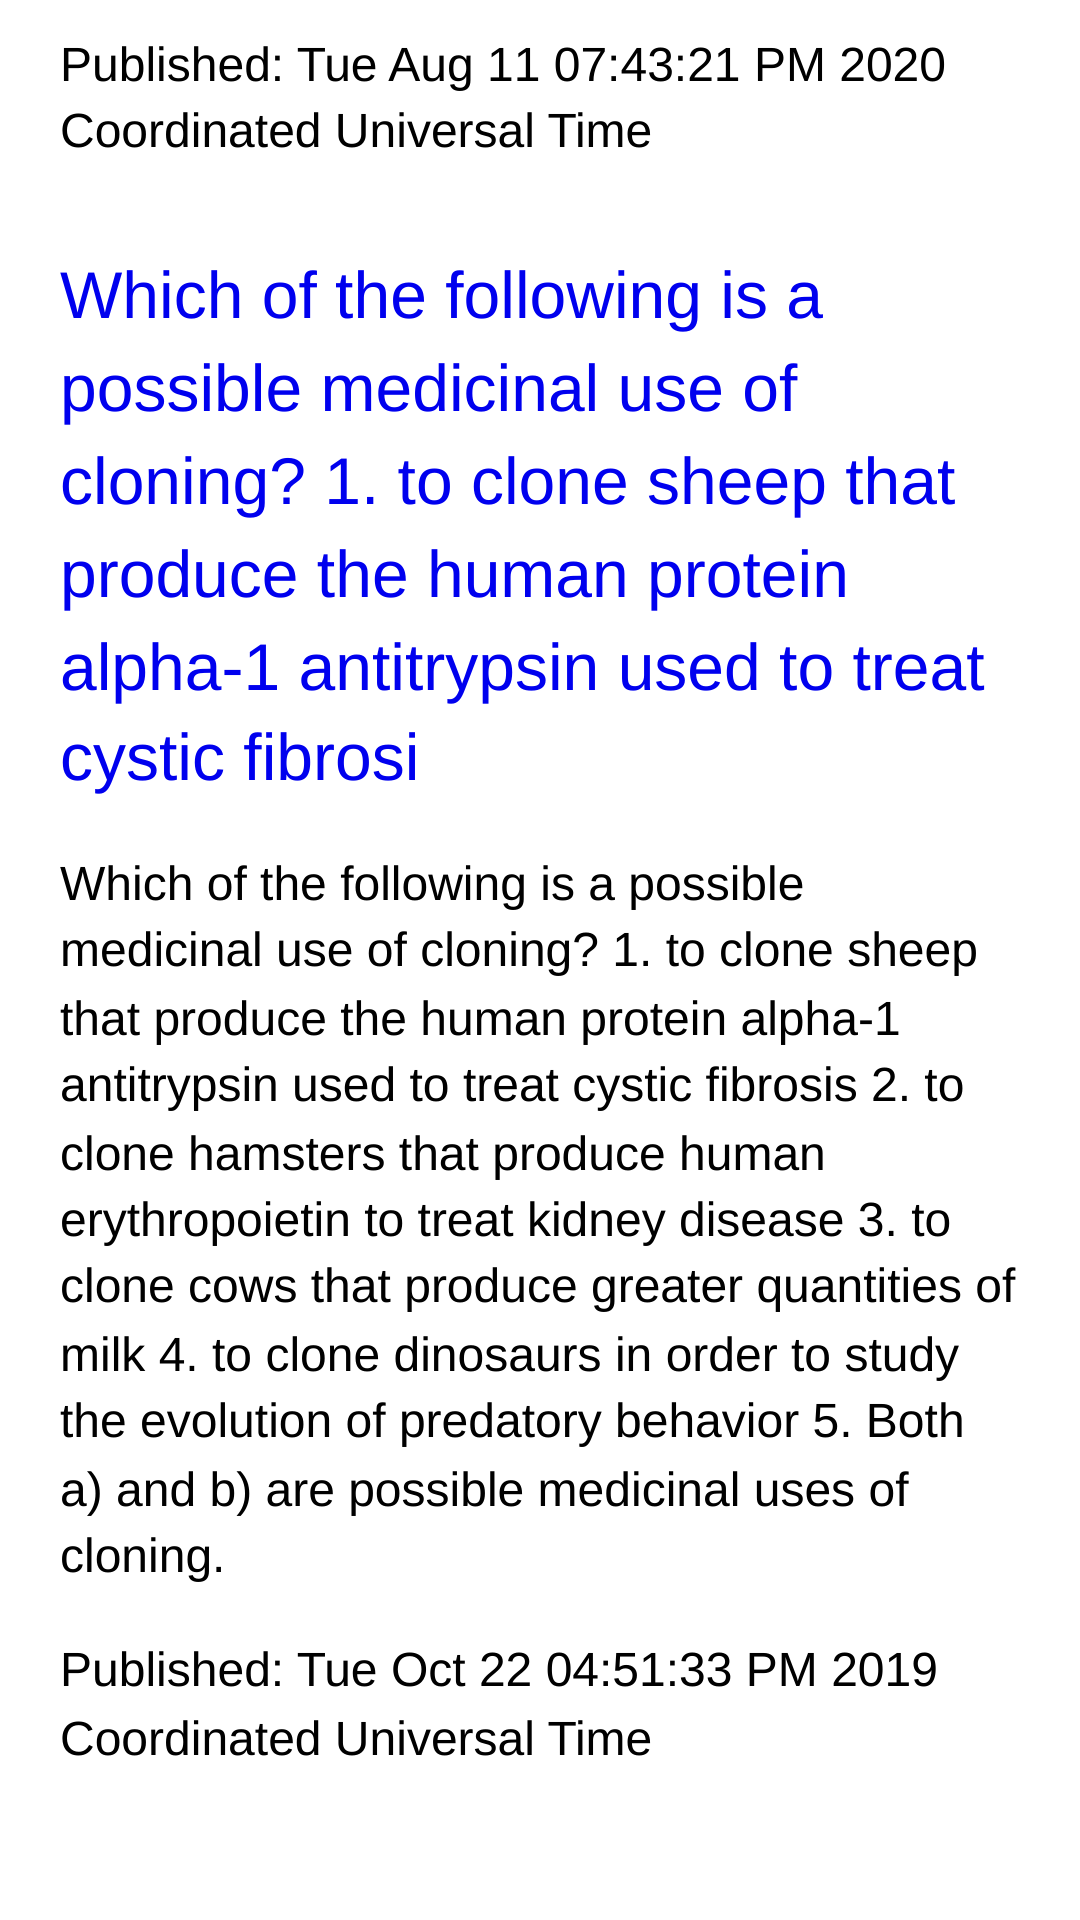 Published: Tue Aug 11 07:43:21 PM 2020
Coordinated Universal Time
Which of the following is a
possible medicinal use of
cloning? 1. to clone sheep that
produce the human protein
alpha-1 antitrypsin used to treat
cystic fibrosi
Which of the following is a possible
medicinal use of cloning? 1. to clone sheep
that produce the human protein alpha-1
antitrypsin used to treat cystic fibrosis 2. to
clone hamsters that produce human
erythropoietin to treat kidney disease 3. to
clone cows that produce greater quantities of
milk 4. to clone dinosaurs in order to study
the evolution of predatory behavior 5. Both
a) and b) are possible medicinal uses of
cloning.
Published: Tue Oct 22 04:51:33 PM 2019
Coordinated Universal Time